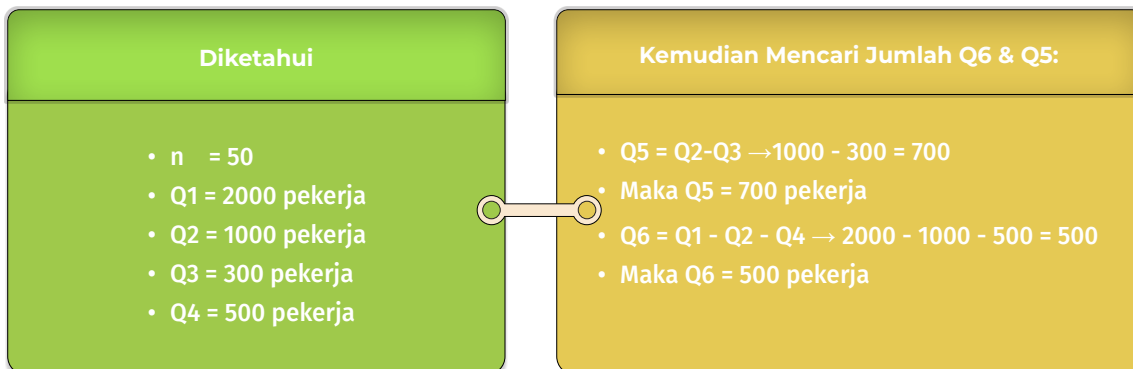 Diketahui
• n = 50
• Q1 = 2000 pekerja
• Q2 = 1000 pekerja
• Q3 = 300 pekerja
• Q4 = 500 pekerja
Kemudian Mencari Jumlah Q6 & Q5:
• Q5 = Q2-Q3 →1000 - 300 = 700
• Maka Q5 = 700 pekerja
• Q6 = Q1 - Q2 - Q4 → 2000 - 1000 - 500 = 500
• Maka Q6 = 500 pekerja